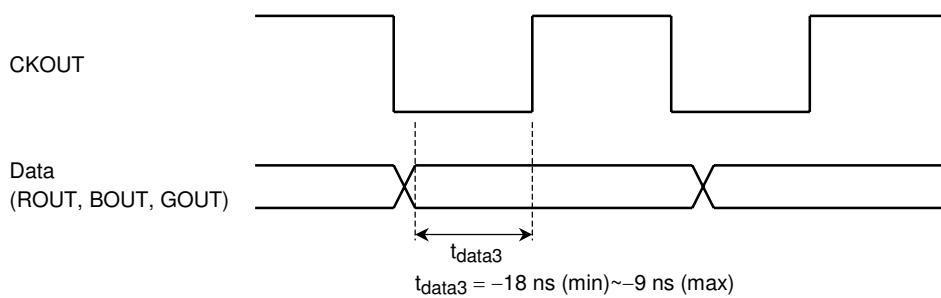 CKOUT
Data
(ROUT, BOUT, GOUT)
tdata3
tdata3 = −18 ns (min)~−9 ns (max)